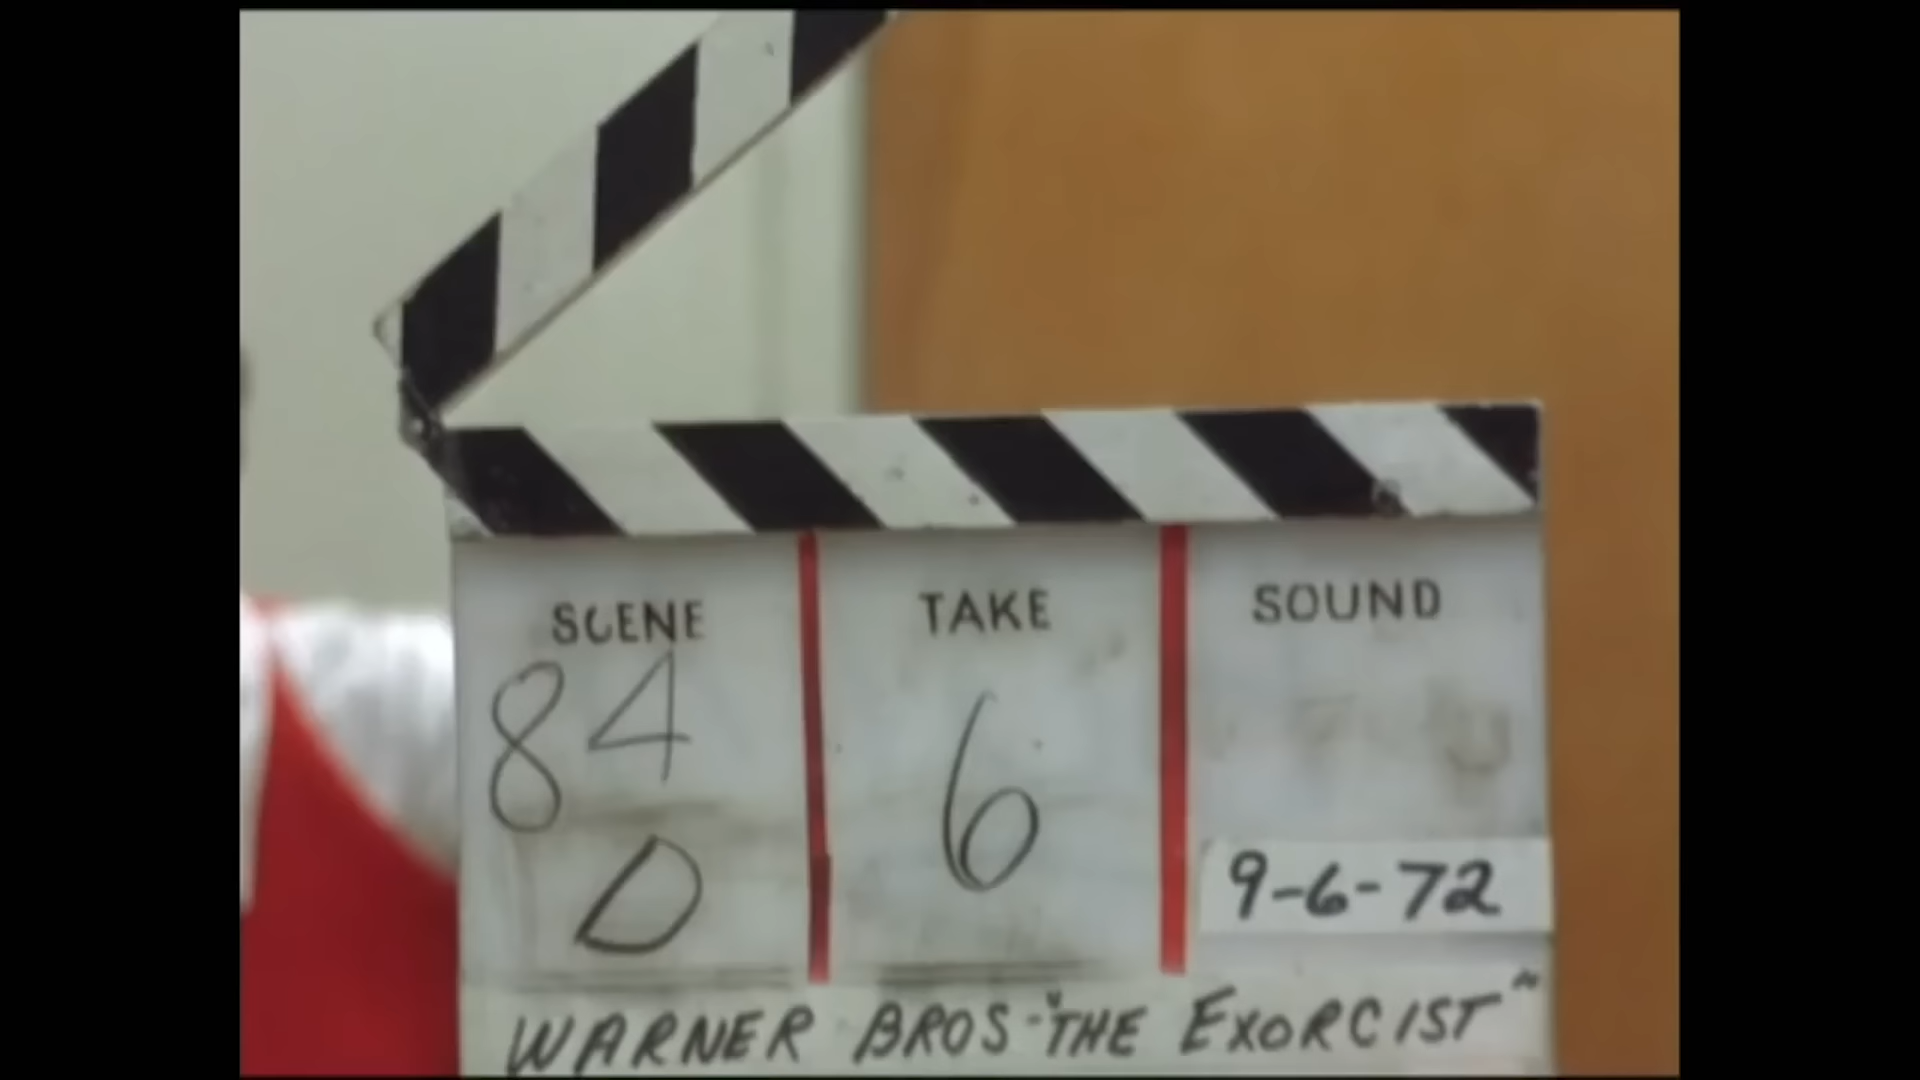 SCENE TAKE SOUND
84 6
D
9-6-72
WARNER BROS - "THE EXORCIST"